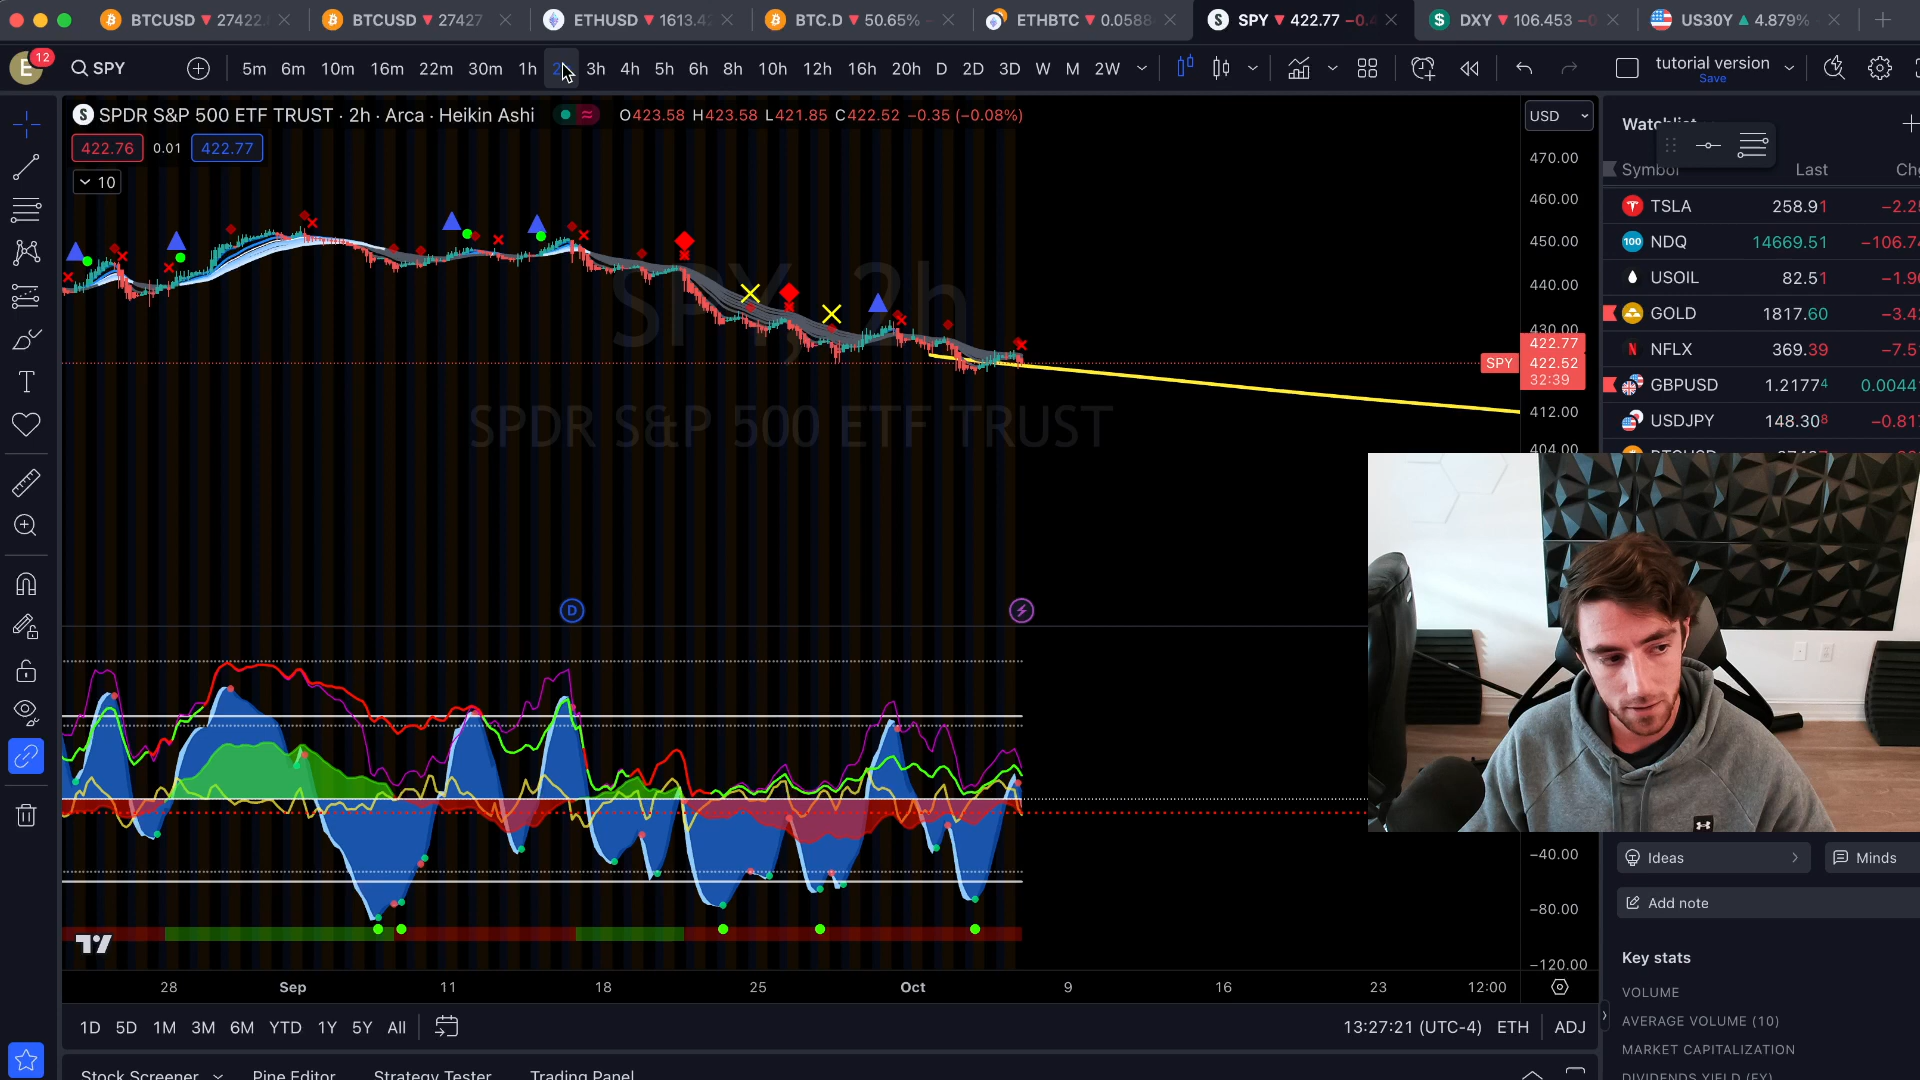 BTCUSD ▼ 27422.
BTCUSD ▼ 27427
ETHUSD ▼ 1613.4
BTC.D ▼ 50.65%
ETHBTC ▼ 0.0588
SPY ▼ 422.77 −0.4
DXY ▼ 106.453 −0
US30Y ▲ 4.879%
E 12
SPY
5m 6m 10m 16m 22m 30m 1h 2h 3h 4h 5h 6h 8h 10h 12h 16h 20h D 2D 3D W M 2W
tutorial version
Save
SPDR S&P 500 ETF TRUST · 2h · Arca · Heikin Ashi
O423.58 H423.58 L421.85 C422.52 −0.35 (−0.08%)
422.76 0.01 422.77
10
USD
470.00
460.00
450.00
440.00
430.00
422.77
SPY 422.52
32:39
412.00
404.00
SPY, 2h
SPDR S&P 500 ETF TRUST
D
−40.00
−80.00
−120.00
28 Sep 11 18 25 Oct 9 16 23 12:00
1D 5D 1M 3M 6M YTD 1Y 5Y All
13:27:21 (UTC-4) ETH ADJ
Stock Screener Pine Editor Strategy Tester Trading Panel
Watchlist
Symbol Last Chg
TSLA 258.91 −2.2
NDQ 14669.51 −106.7
USOIL 82.51 −1.9
GOLD 1817.60 −3.4
NFLX 369.39 −7.5
GBPUSD 1.21774 0.0044
USDJPY 148.308 −0.81
Ideas Minds
Add note
Key stats
VOLUME
AVERAGE VOLUME (10)
MARKET CAPITALIZATION
DIVIDENDS YIELD (FY)